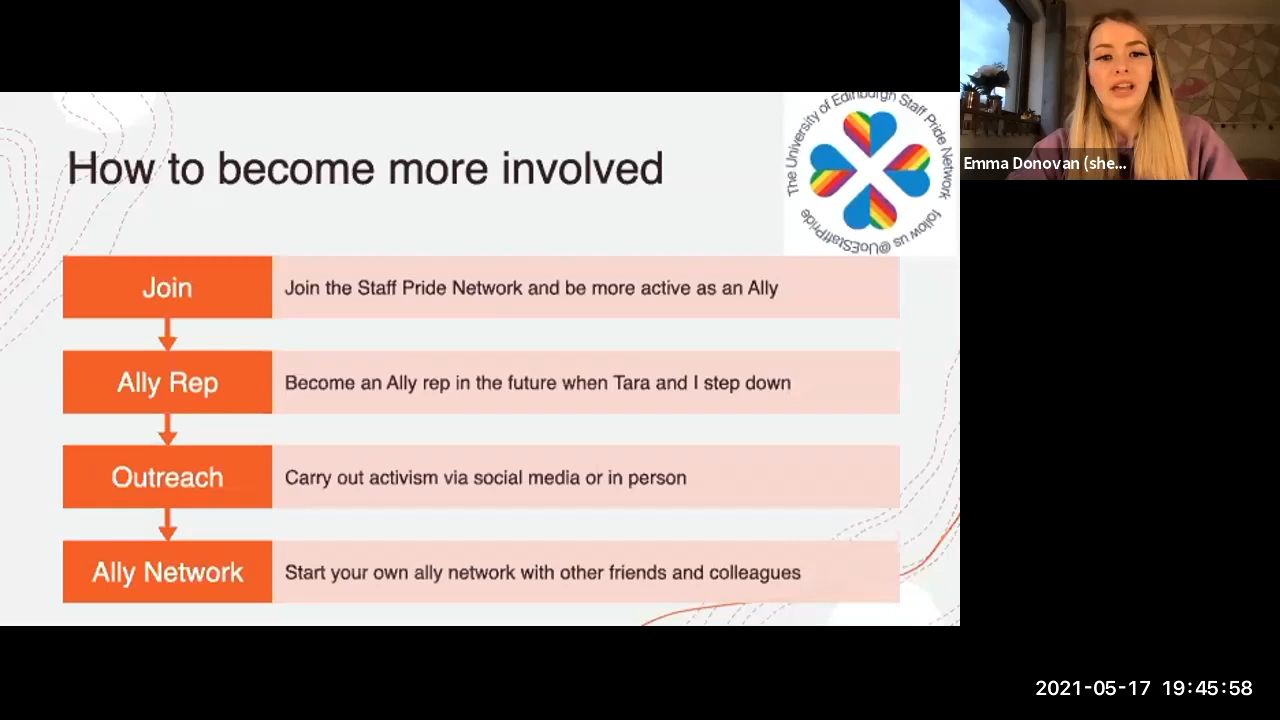 How to become more involved
The University of Edinburgh Staff Pride Network
follow us @UoEStaffPride
Emma Donovan (she...
Join
Join the Staff Pride Network and be more active as an Ally
Ally Rep
Become an Ally rep in the future when Tara and I step down
Outreach
Carry out activism via social media or in person
Ally Network
Start your own ally network with other friends and colleagues
2021-05-17 19:45:58